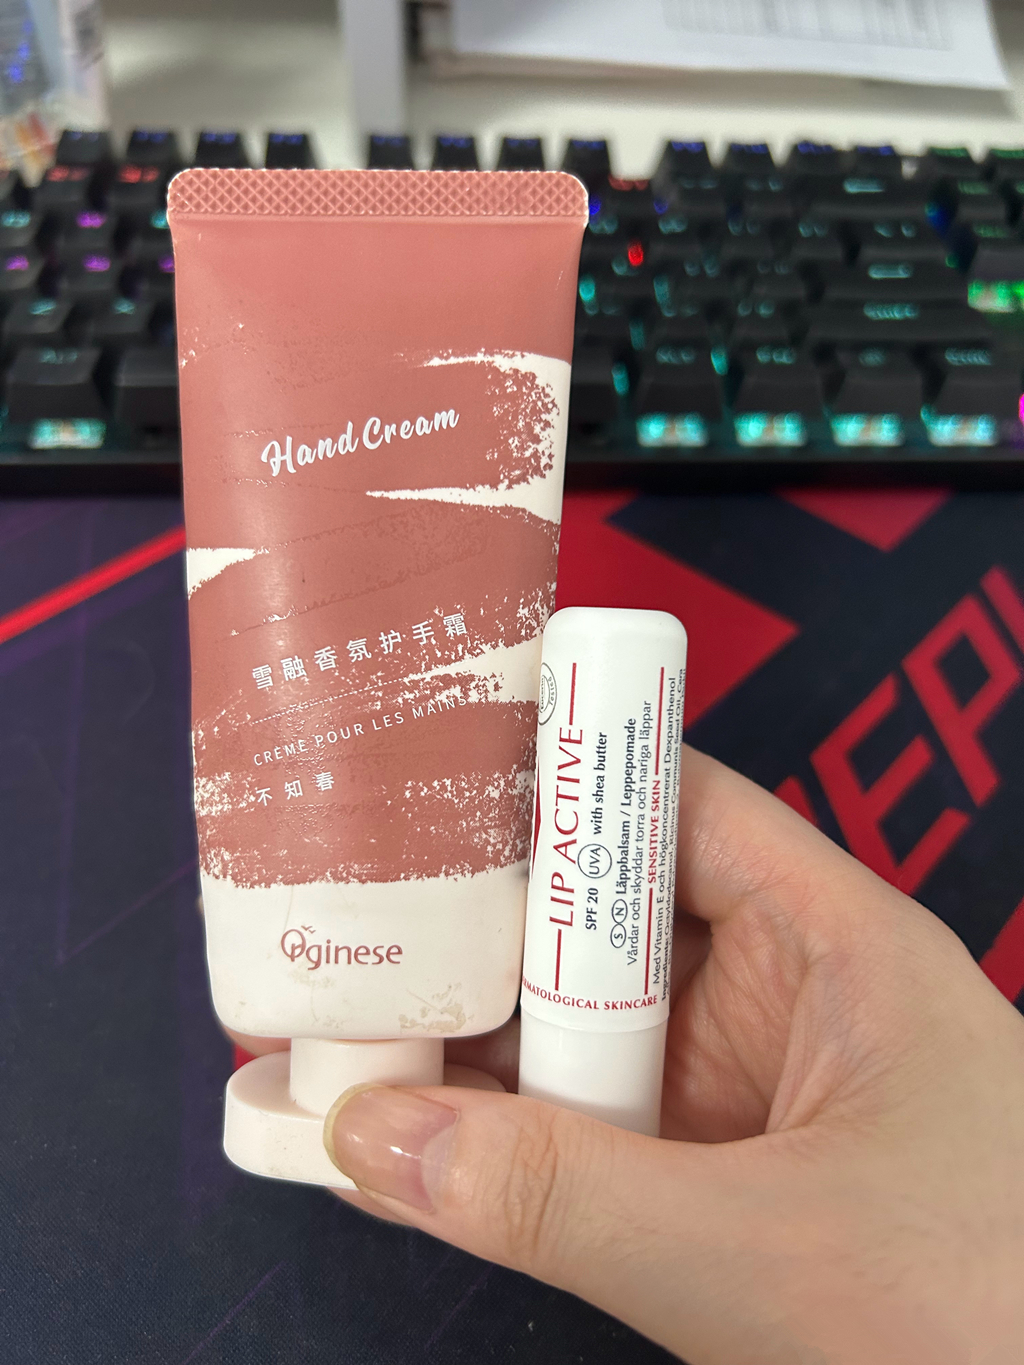 Hand Cream
雪融香氛护手霜
CRÈME POUR LES MAINS
不知春
Orginese
LIP ACTIVE
SPF 20 UVA with shea butter
S N Läppbalsam / Leppepomade
Vårdar och skyddar torra och nariga läppar
SENSITIVE SKIN
Med Vitamin E och högkoncentrerat Dexpanthenol
DERMATOLOGICAL SKINCARE